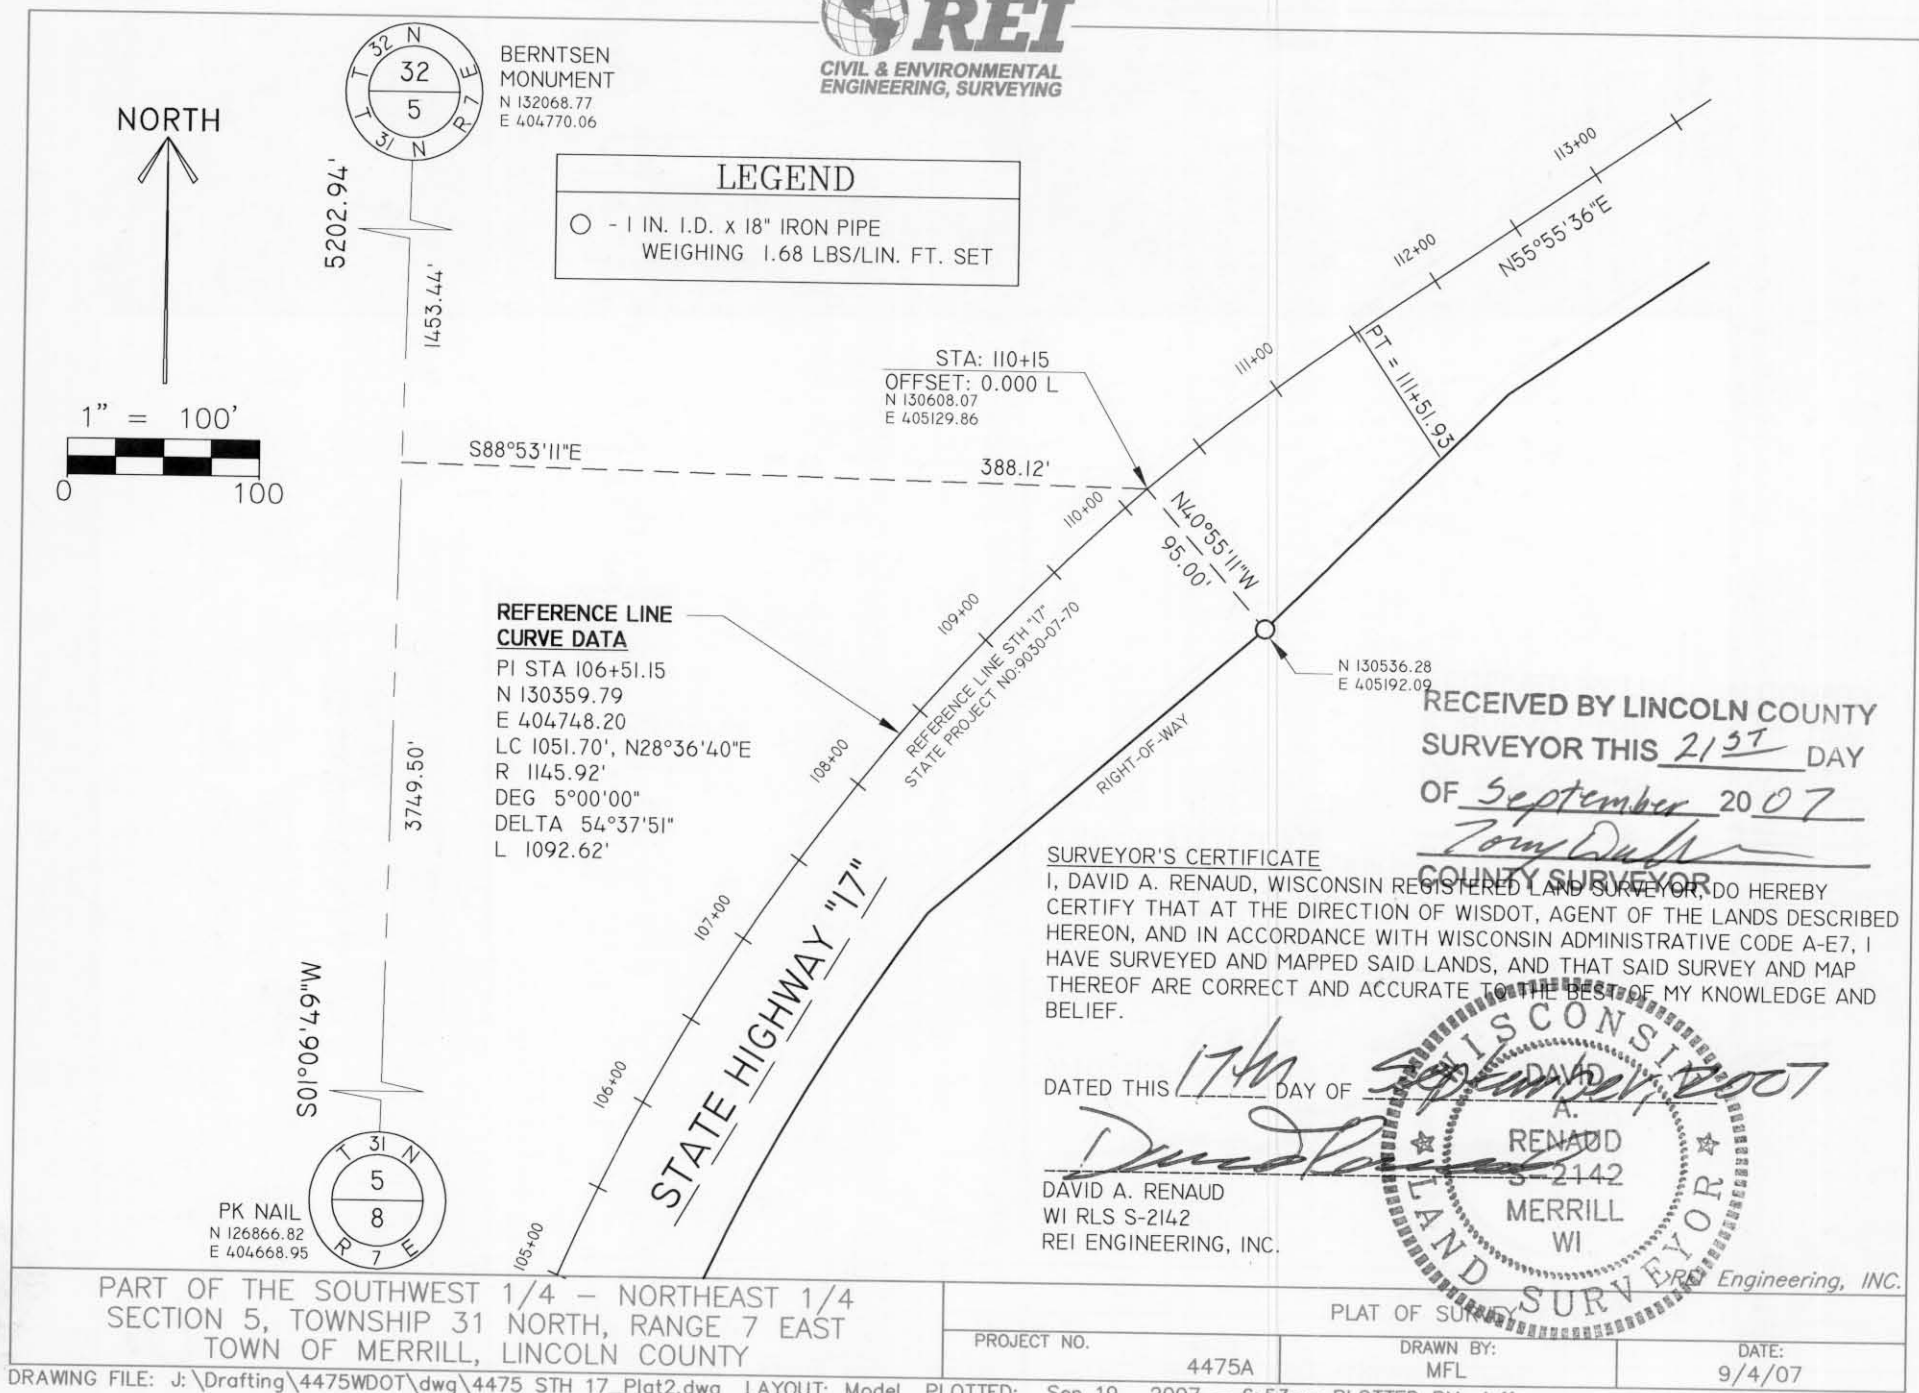 REI
CIVIL & ENVIRONMENTAL
ENGINEERING, SURVEYING
T 32 N
32
5
T 31 N
R 7 E
BERNTSEN
MONUMENT
N 132068.77
E 404770.06
NORTH
1" = 100'
0 100
LEGEND
- 1 IN. I.D. x 18" IRON PIPE
WEIGHING 1.68 LBS/LIN. FT. SET
5202.94'
1453.44'
S88°53'11"E
388.12'
STA: 110+15
OFFSET: 0.000 L
N 130608.07
E 405129.86
113+00
112+00
N55°55'36"E
111+00
PT = 111+51.93
110+00
N40°55'11"W
95.00'
109+00
REFERENCE LINE STH "17"
STATE PROJECT NO:9030-07-70
108+00
107+00
106+00
105+00
N 130536.28
E 405192.09
RIGHT-OF-WAY
STATE HIGHWAY "17"
REFERENCE LINE
CURVE DATA
PI STA 106+51.15
N 130359.79
E 404748.20
LC 1051.70', N28°36'40"E
R 1145.92'
DEG 5°00'00"
DELTA 54°37'51"
L 1092.62'
3749.50'
S01°06'49"W
T 31 N
5
8
R 7 E
PK NAIL
N 126866.82
E 404668.95
RECEIVED BY LINCOLN COUNTY
SURVEYOR THIS 21ST DAY
OF September 2007
COUNTY SURVEYOR
SURVEYOR'S CERTIFICATE
I, DAVID A. RENAUD, WISCONSIN REGISTERED LAND SURVEYOR, DO HEREBY
CERTIFY THAT AT THE DIRECTION OF WISDOT, AGENT OF THE LANDS DESCRIBED
HEREON, AND IN ACCORDANCE WITH WISCONSIN ADMINISTRATIVE CODE A-E7, I
HAVE SURVEYED AND MAPPED SAID LANDS, AND THAT SAID SURVEY AND MAP
THEREOF ARE CORRECT AND ACCURATE TO THE BEST OF MY KNOWLEDGE AND
BELIEF.
DATED THIS 17th DAY OF September, 2007
DAVID A. RENAUD
WI RLS S-2142
REI ENGINEERING, INC.
WISCONSIN
DAVID
A.
RENAUD
S-2142
MERRILL
WI
LAND SURVEYOR
REI Engineering, INC.
PART OF THE SOUTHWEST 1/4 – NORTHEAST 1/4
SECTION 5, TOWNSHIP 31 NORTH, RANGE 7 EAST
TOWN OF MERRILL, LINCOLN COUNTY
PLAT OF SURVEY
PROJECT NO. 4475A
DRAWN BY: MFL
DATE: 9/4/07
DRAWING FILE: J:\Drafting\4475WDOT\dwg\4475 STH 17_Plat2.dwg LAYOUT: Model PLOTTED: Sep 19, 2007